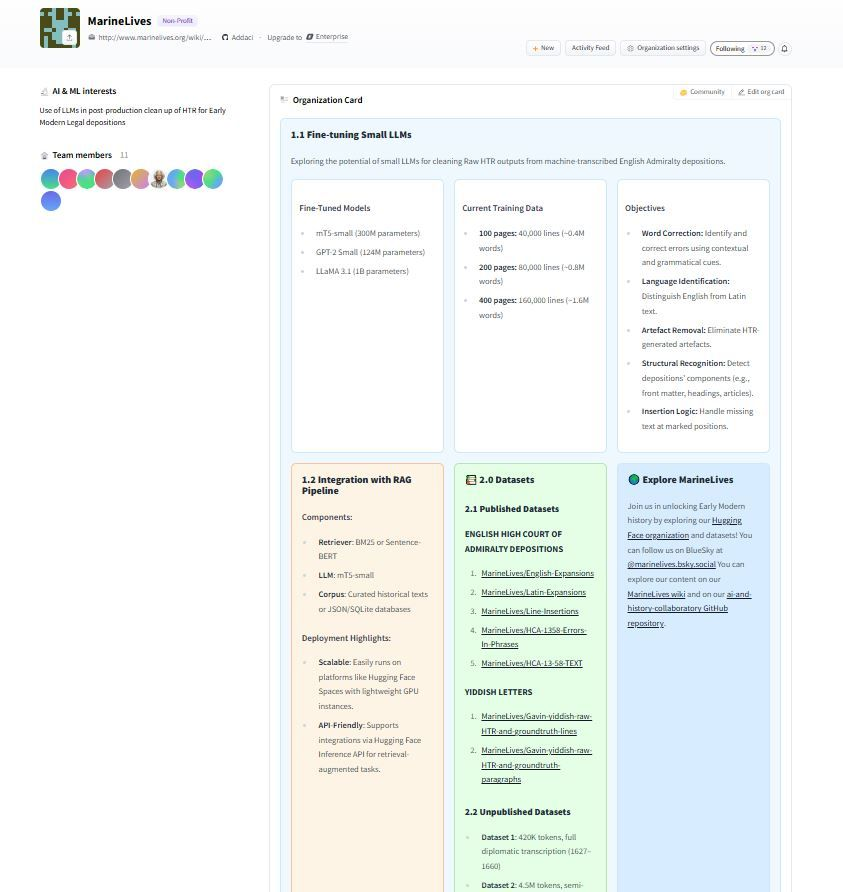 MarineLives Non-Profit
http://www.marinelives.org/wiki/... Addaci · Upgrade to Enterprise
+ New Activity Feed Organization settings Following 12
AI & ML interests
Use of LLMs in post-production clean up of HTR for Early
Modern Legal depositions
Team members 11
Community Edit org card
Organization Card
1.1 Fine-tuning Small LLMs
Exploring the potential of small LLMs for cleaning Raw HTR outputs from machine-transcribed English Admiralty depositions.
Fine-Tuned Models
mT5-small (300M parameters)
GPT-2 Small (124M parameters)
LLaMA 3.1 (1B parameters)
Current Training Data
100 pages: 40,000 lines (~0.4M
words)
200 pages: 80,000 lines (~0.8M
words)
400 pages: 160,000 lines (~1.6M
words)
Objectives
Word Correction: Identify and
correct errors using contextual
and grammatical cues.
Language Identification:
Distinguish English from Latin
text.
Artefact Removal: Eliminate HTR-
generated artefacts.
Structural Recognition: Detect
depositions' components (e.g.,
front matter, headings, articles).
Insertion Logic: Handle missing
text at marked positions.
1.2 Integration with RAG
Pipeline
Components:
Retriever: BM25 or Sentence-
BERT
LLM: mT5-small
Corpus: Curated historical texts
or JSON/SQLite databases
Deployment Highlights:
Scalable: Easily runs on
platforms like Hugging Face
Spaces with lightweight GPU
instances.
API-Friendly: Supports
integrations via Hugging Face
Inference API for retrieval-
augmented tasks.
2.0 Datasets
2.1 Published Datasets
ENGLISH HIGH COURT OF
ADMIRALTY DEPOSITIONS
1. MarineLives/English-Expansions
2. MarineLives/Latin-Expansions
3. MarineLives/Line-Insertions
4. MarineLives/HCA-1358-Errors-
In-Phrases
5. MarineLives/HCA-13-58-TEXT
YIDDISH LETTERS
1. MarineLives/Gavin-yiddish-raw-
HTR-and-groundtruth-lines
2. MarineLives/Gavin-yiddish-raw-
HTR-and-groundtruth-
paragraphs
2.2 Unpublished Datasets
Dataset 1: 420K tokens, full
diplomatic transcription (1627–
1660)
Dataset 2: 4.5M tokens, semi-
Explore MarineLives
Join us in unlocking Early Modern
history by exploring our Hugging
Face organization and datasets! You
can follow us on BlueSky at
@marinelives.bsky.social You can
explore our content on our
MarineLives wiki and on our ai-and-
history-collaboratory GitHub
repository.